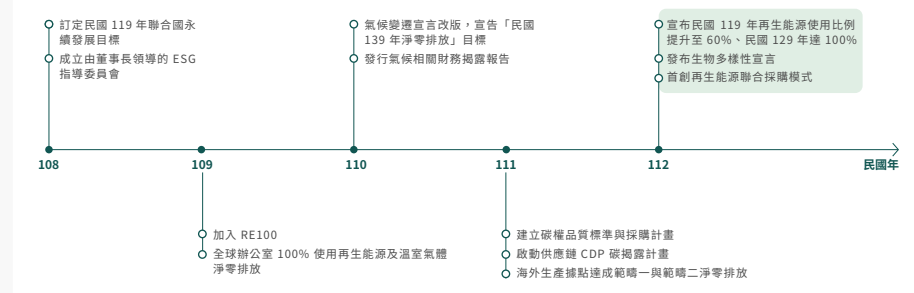 訂定民國 119 年聯合國永
續發展目標
成立由董事長領導的 ESG
指導委員會
氣候變遷宣言改版，宣告「民國
139 年淨零排放」目標
發行氣候相關財務揭露報告
宣布民國 119 年再生能源使用比例
提升至 60%、民國 129 年達 100%
發布生物多樣性宣言
首創再生能源聯合採購模式
108
109
110
111
112
民國年
加入 RE100
全球辦公室 100% 使用再生能源及溫室氣體
淨零排放
建立碳權品質標準與採購計畫
啟動供應鏈 CDP 碳揭露計畫
海外生產據點達成範疇一與範疇二淨零排放